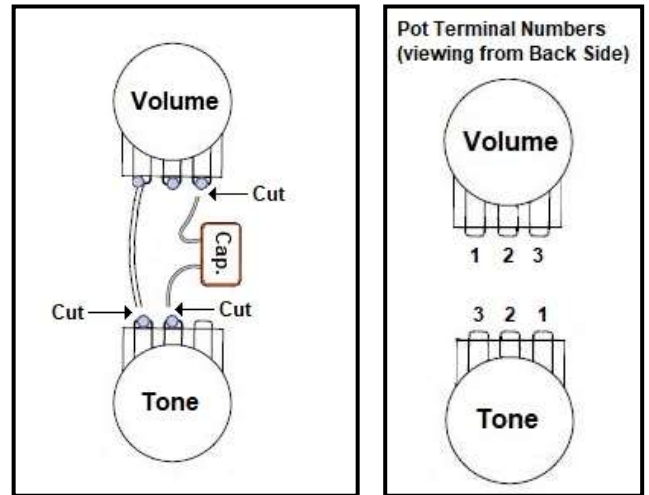 Volume
Cut
Cap.
Cut
Cut
Tone
Pot Terminal Numbers
(viewing from Back Side)
Volume
1 2 3
3 2 1
Tone